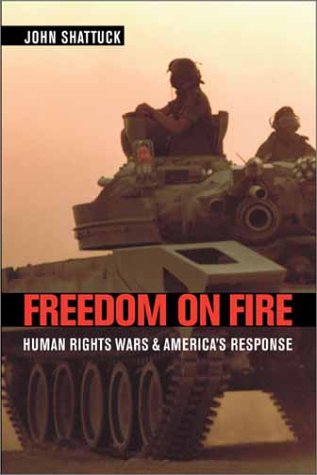 JOHN SHATTUCK
FREEDOM ON FIRE
HUMAN RIGHTS WARS & AMERICA'S RESPONSE